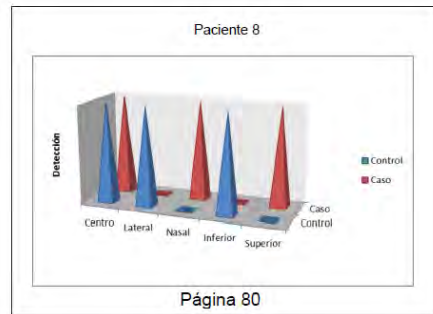 Paciente 8
Detección
Centro
Lateral
Nasal
Inferior
Superior
Caso
Control
Control
Caso
Página 80